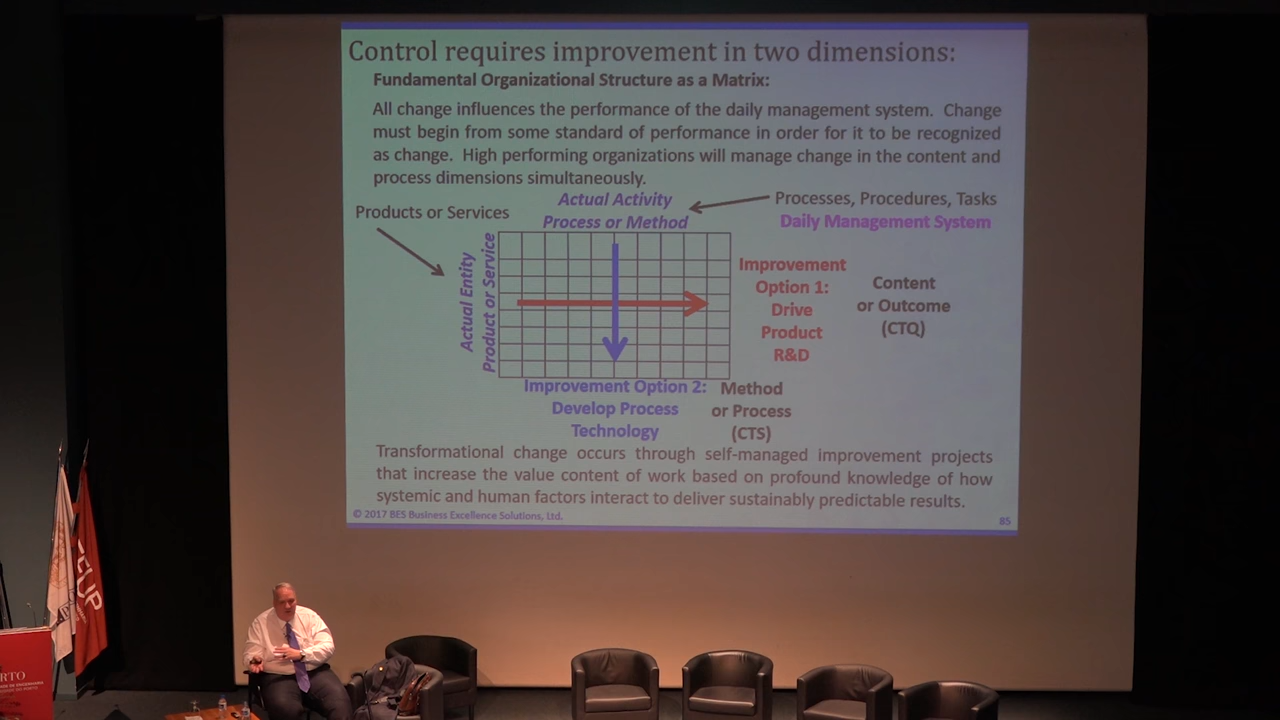 Control requires improvement in two dimensions:
Fundamental Organizational Structure as a Matrix:
All change influences the performance of the daily management system. Change
must begin from some standard of performance in order for it to be recognized
as change. High performing organizations will manage change in the content and
process dimensions simultaneously.
Products or Services
Actual Activity
Process or Method
Processes, Procedures, Tasks
Daily Management System
Actual Entity
Product or Service
Improvement
Option 1:
Drive
Product
R&D
Content
or Outcome
(CTQ)
Improvement Option 2:
Develop Process
Technology
Method
or Process
(CTS)
Transformational change occurs through self-managed improvement projects
that increase the value content of work based on profound knowledge of how
systemic and human factors interact to deliver sustainably predictable results.
© 2017 BES Business Excellence Solutions, Ltd.
85
FEUP
RTO